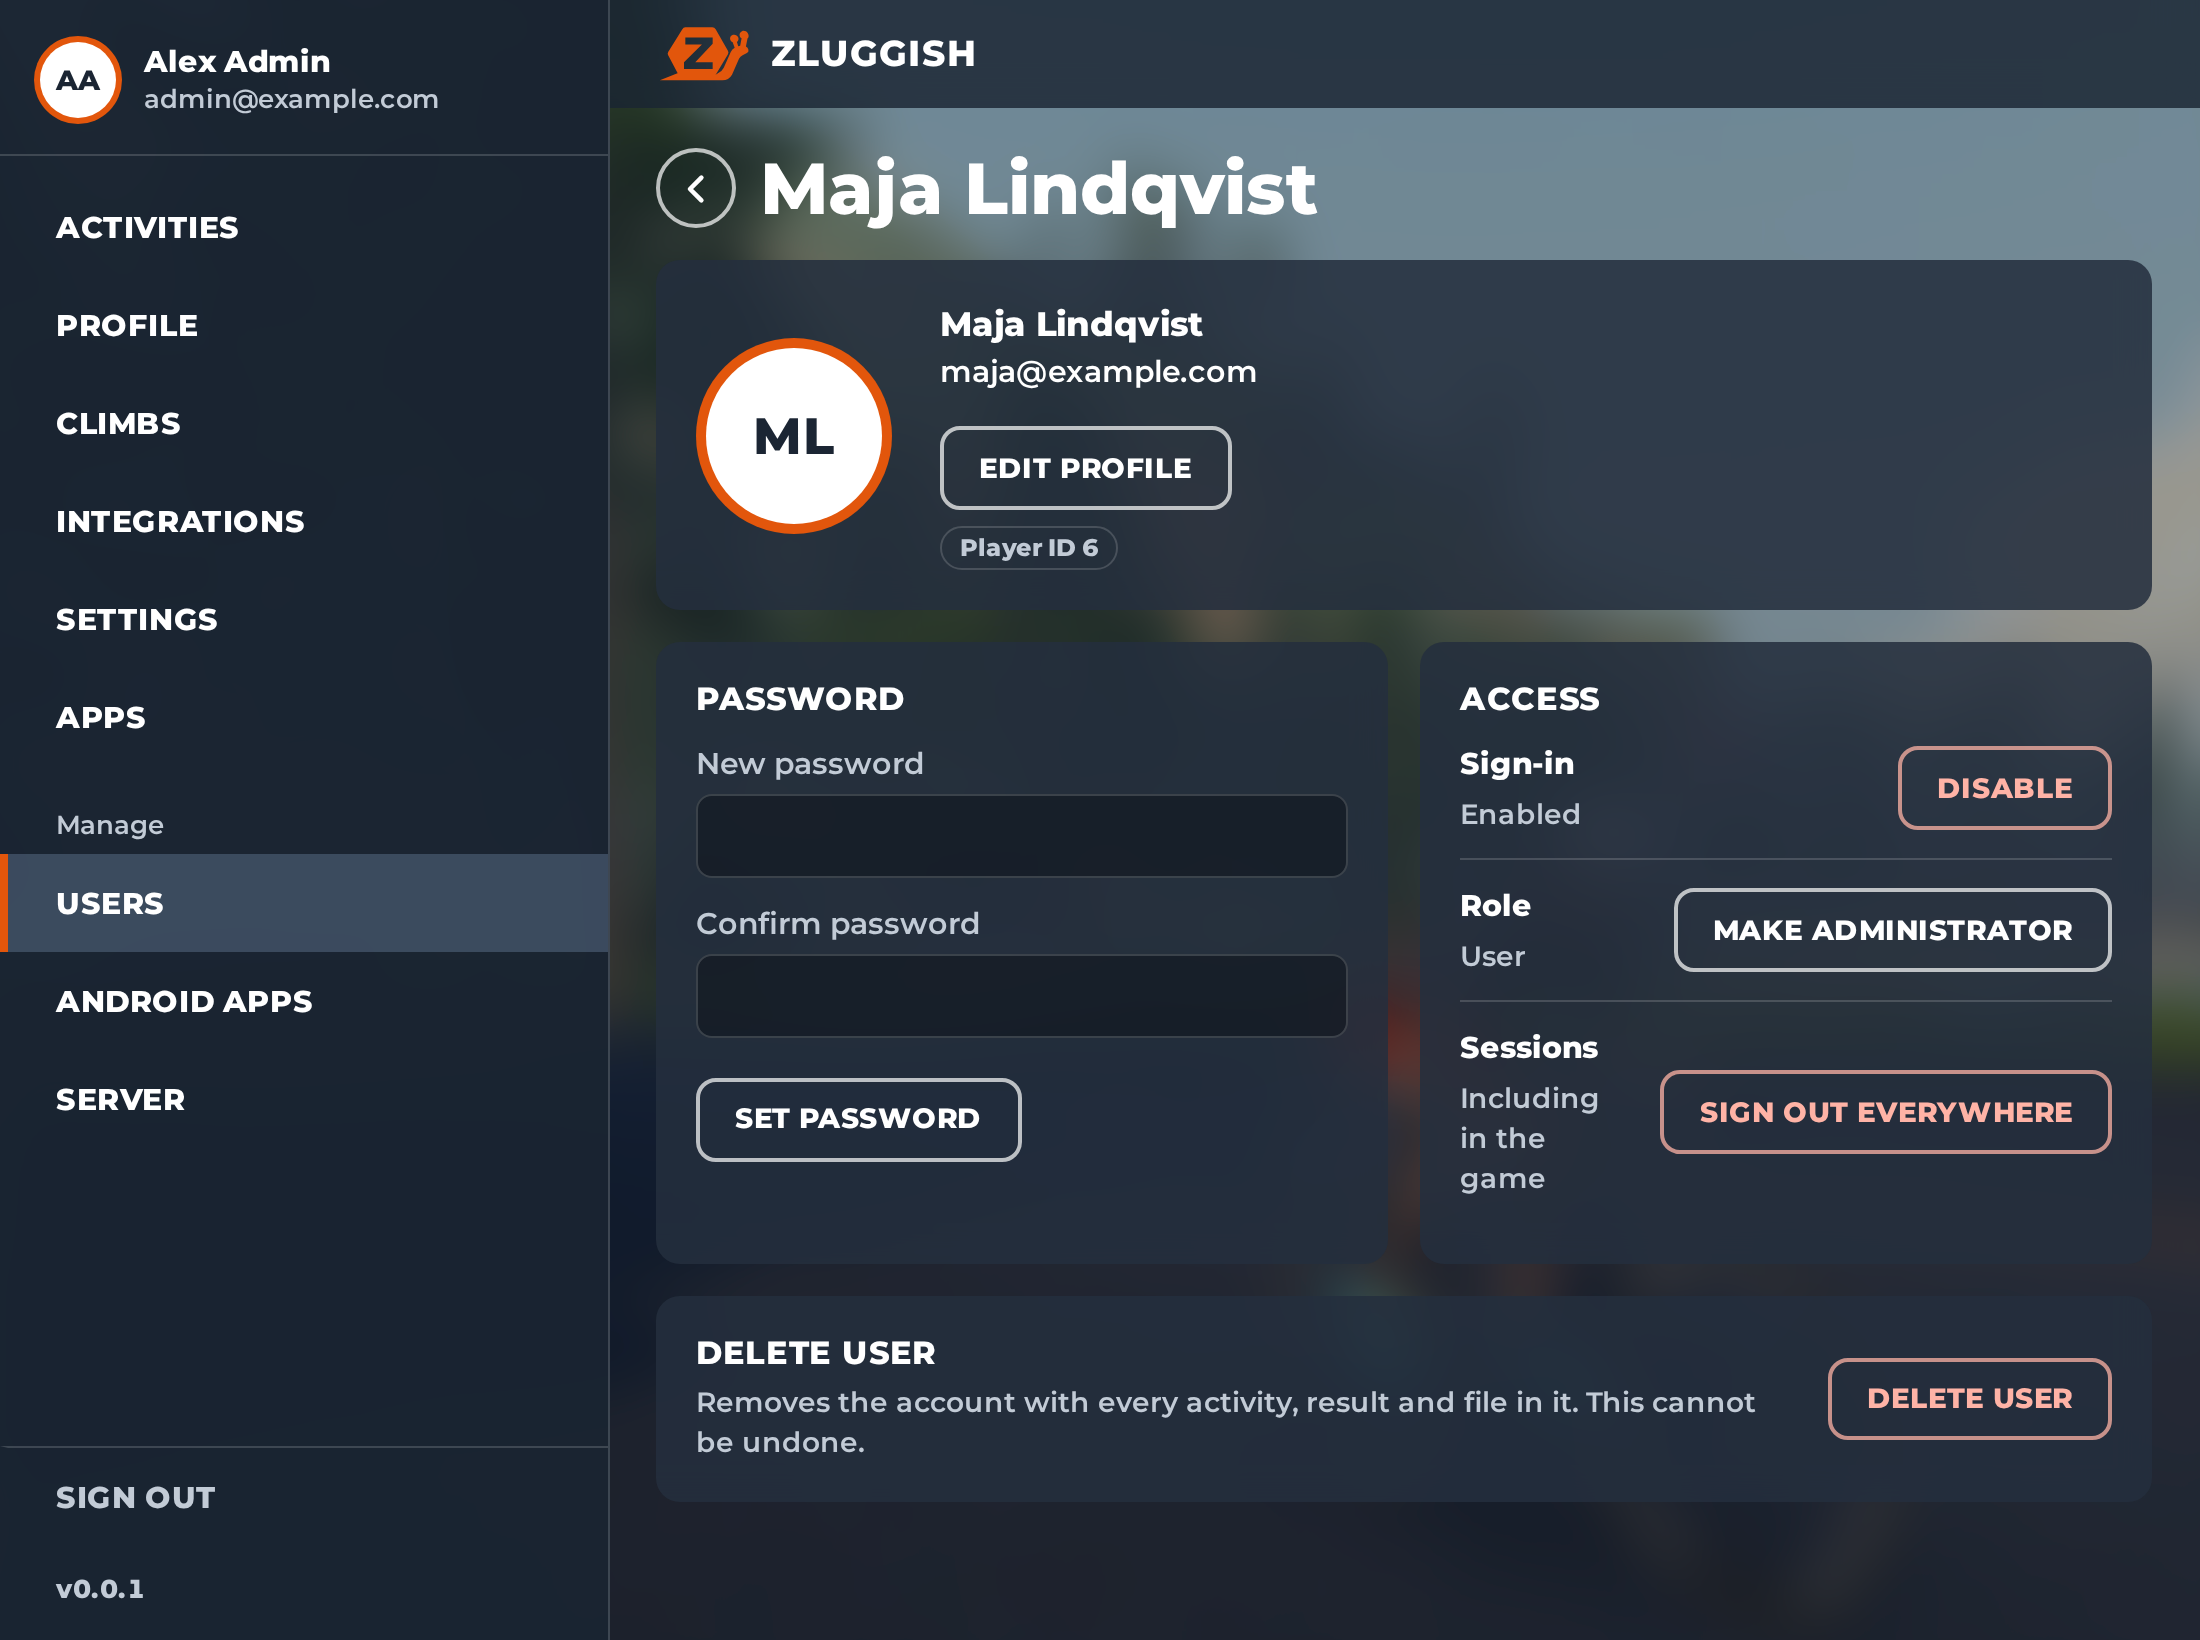 AA
Alex Admin
admin@example.com
ACTIVITIES
PROFILE
CLIMBS
INTEGRATIONS
SETTINGS
APPS
Manage
USERS
ANDROID APPS
SERVER
SIGN OUT
v0.0.1
Z ZLUGGISH
Maja Lindqvist
ML
Maja Lindqvist
maja@example.com
EDIT PROFILE
Player ID 6
PASSWORD
New password
Confirm password
SET PASSWORD
ACCESS
Sign-in
Enabled
DISABLE
Role
User
MAKE ADMINISTRATOR
Sessions
Including
in the
game
SIGN OUT EVERYWHERE
DELETE USER
Removes the account with every activity, result and file in it. This cannot
be undone.
DELETE USER